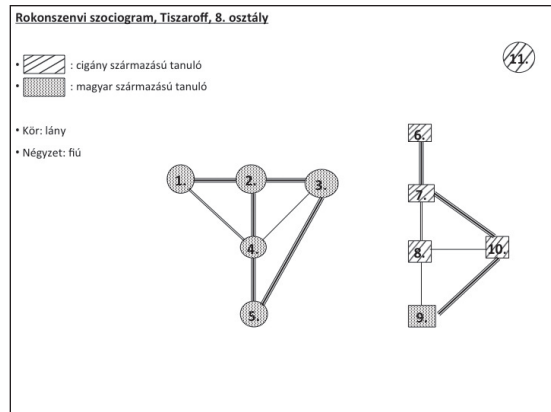 Rokonszenvi szociogram, Tiszaroff, 8. osztály
• : cigány származású tanuló
• : magyar származású tanuló
• Kör: lány
• Négyzet: fiú
11.
6.
1.
2.
3.
7.
4.
8.
10.
5.
9.